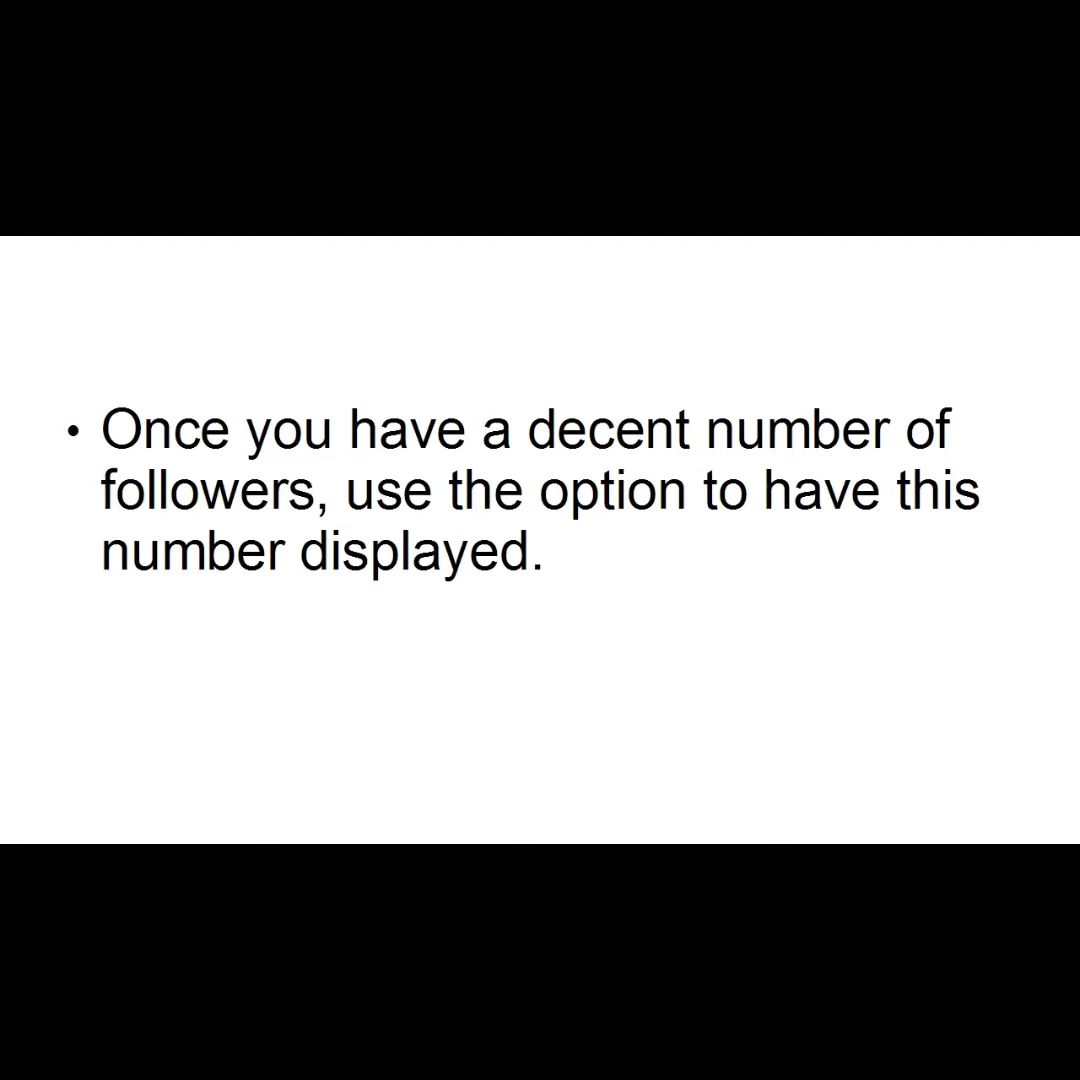 • Once you have a decent number of
followers, use the option to have this
number displayed.